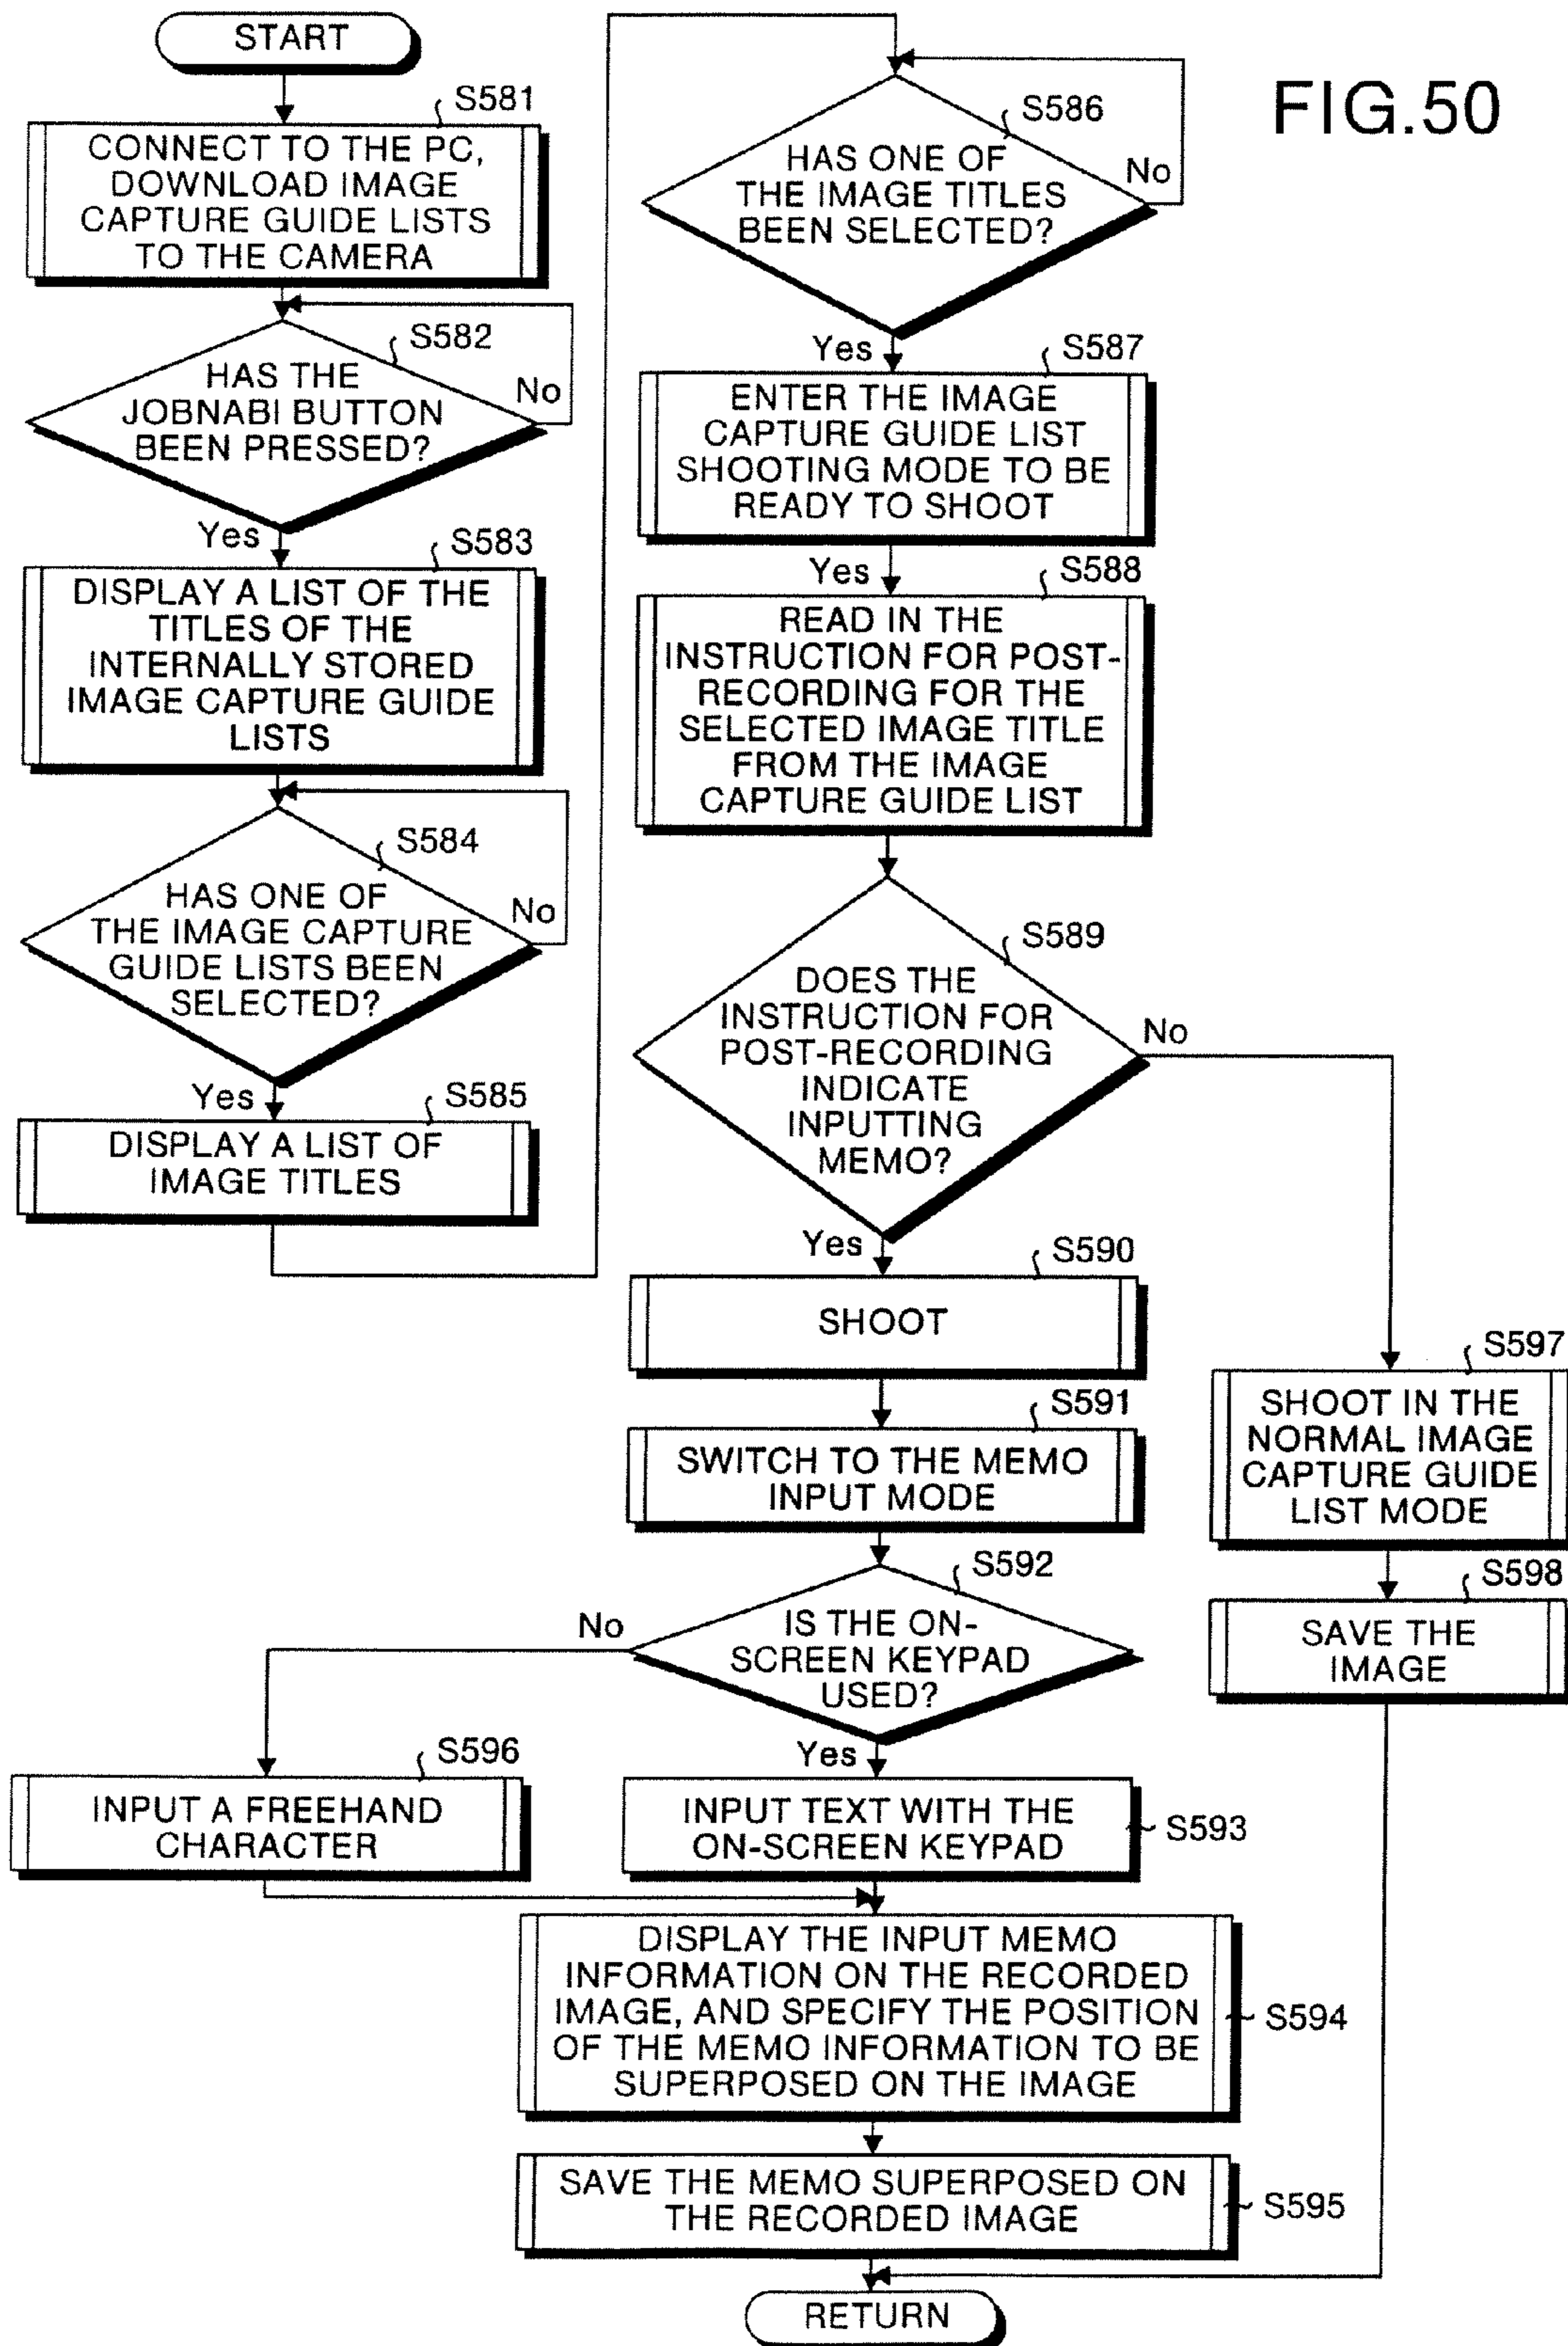 FIG.50
START
S581
CONNECT TO THE PC,
DOWNLOAD IMAGE
CAPTURE GUIDE LISTS
TO THE CAMERA
S582
HAS THE
JOBNABI BUTTON
BEEN PRESSED?
No
Yes
S583
DISPLAY A LIST OF THE
TITLES OF THE
INTERNALLY STORED
IMAGE CAPTURE GUIDE
LISTS
S584
HAS ONE OF
THE IMAGE CAPTURE
GUIDE LISTS BEEN
SELECTED?
No
Yes
S585
DISPLAY A LIST OF
IMAGE TITLES
S586
HAS ONE OF
THE IMAGE TITLES
BEEN SELECTED?
No
Yes
S587
ENTER THE IMAGE
CAPTURE GUIDE LIST
SHOOTING MODE TO BE
READY TO SHOOT
Yes
S588
READ IN THE
INSTRUCTION FOR POST-
RECORDING FOR THE
SELECTED IMAGE TITLE
FROM THE IMAGE
CAPTURE GUIDE LIST
S589
DOES THE
INSTRUCTION FOR
POST-RECORDING
INDICATE
INPUTTING
MEMO?
No
Yes
S590
SHOOT
S591
SWITCH TO THE MEMO
INPUT MODE
S592
IS THE ON-
SCREEN KEYPAD
USED?
No
Yes
S596
INPUT A FREEHAND
CHARACTER
INPUT TEXT WITH THE
ON-SCREEN KEYPAD
S593
DISPLAY THE INPUT MEMO
INFORMATION ON THE RECORDED
IMAGE, AND SPECIFY THE POSITION
OF THE MEMO INFORMATION TO BE
SUPERPOSED ON THE IMAGE
S594
SAVE THE MEMO SUPERPOSED ON
THE RECORDED IMAGE
S595
S597
SHOOT IN THE
NORMAL IMAGE
CAPTURE GUIDE
LIST MODE
S598
SAVE THE
IMAGE
RETURN